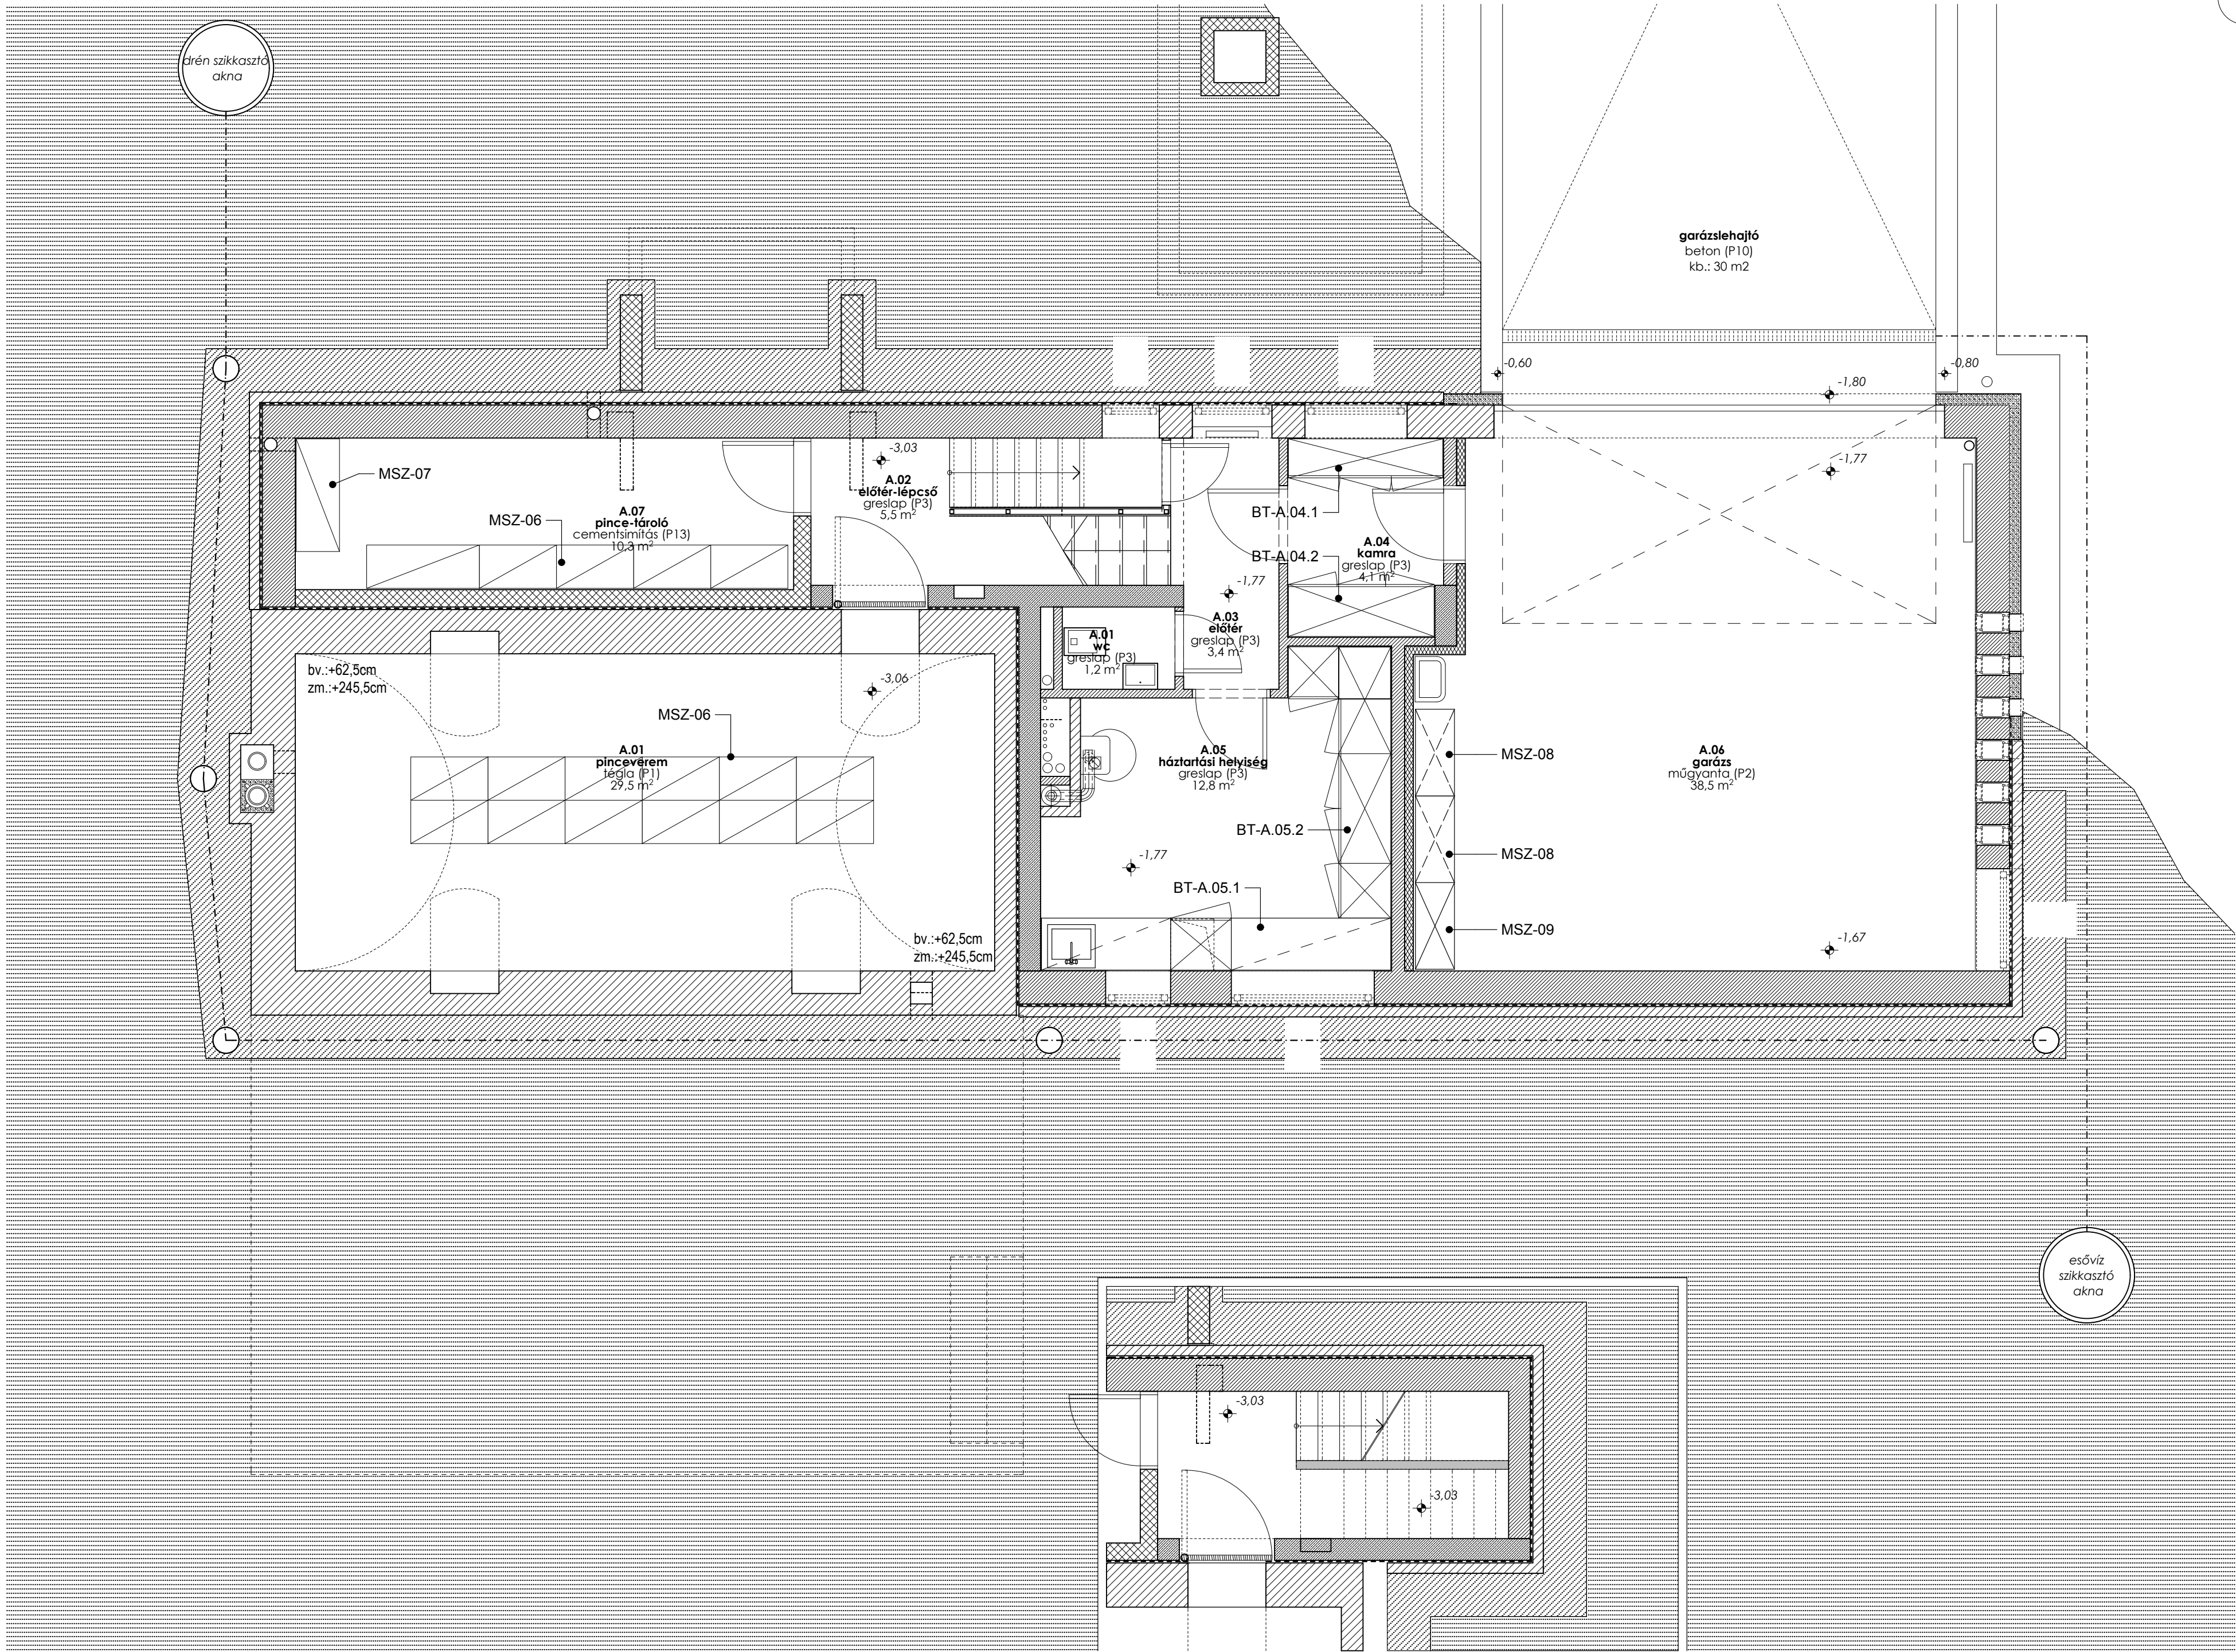 drén szikkasztó
akna
garázslehajtó
beton (P10)
kb.: 30 m2
-0,60
-0,80
-1,80
MSZ-07
MSZ-06
A.07
pince-tároló
cementsimítás (P13)
10,3 m²
-3,03
A.02
előtér-lépcső
greslap (P3)
5,5 m²
BT-A.04.1
BT-A.04.2
A.04
kamra
greslap (P3)
4,1 m²
-1,77
-1,77
A.03
előtér
greslap (P3)
3,4 m²
A.01
wc
greslap (P3)
1,2 m²
bv.:+62,5cm
zm.:+245,5cm
-3,06
MSZ-06
A.01
pinceverem
tégla (P1)
29,5 m²
A.05
háztartási helyiség
greslap (P3)
12,8 m²
BT-A.05.2
-1,77
BT-A.05.1
MSZ-08
MSZ-08
MSZ-09
A.06
garázs
műgyanta (P2)
38,5 m²
-1,67
bv.:+62,5cm
zm.:+245,5cm
esővíz
szikkasztó
akna
-3,03
-3,03